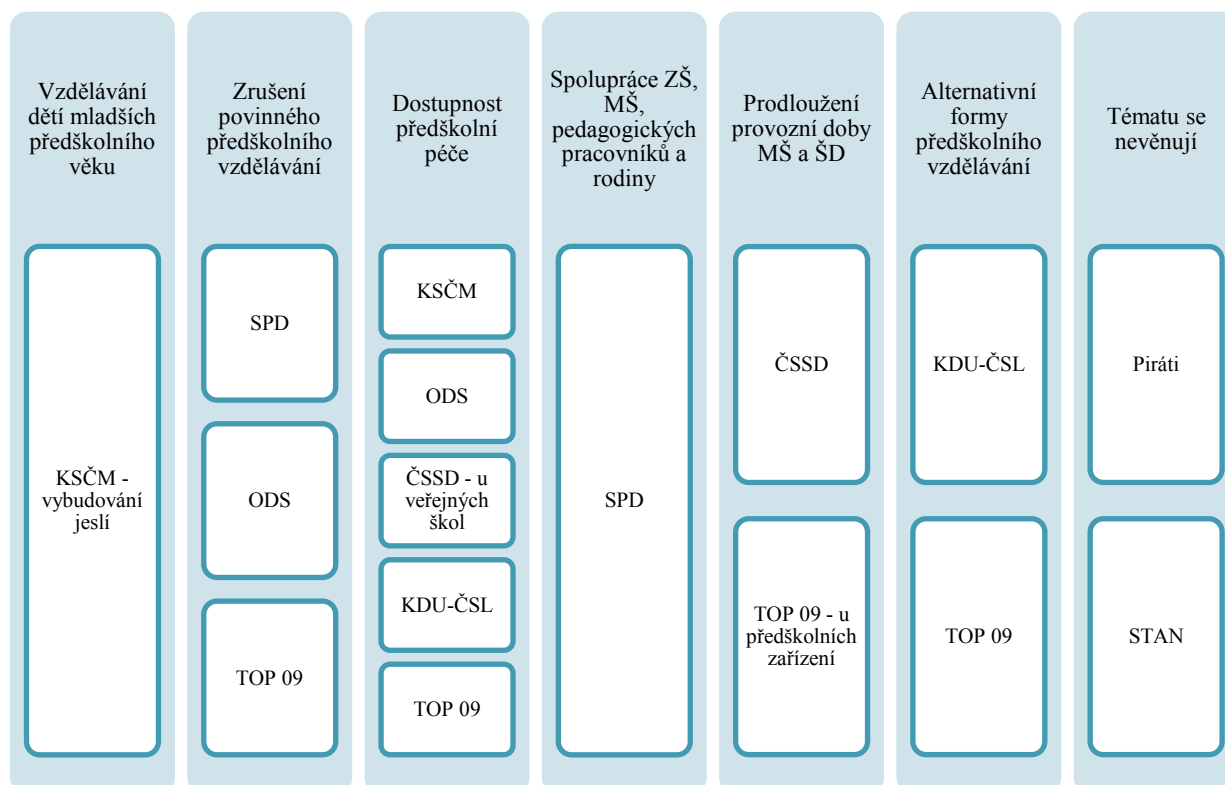 Vzdělávání
dětí mladších
předškolního
věku
KSČM -
vybudování
jeslí
Zrušení
povinného
předškolního
vzdělávání
SPD
ODS
TOP 09
Dostupnost
předškolní
péče
KSČM
ODS
ČSSD - u
veřejných
škol
KDU-ČSL
TOP 09
Spolupráce ZŠ,
MŠ,
pedagogických
pracovníků a
rodiny
SPD
Prodloužení
provozní doby
MŠ a ŠD
ČSSD
TOP 09 - u
předškolních
zařízení
Alternativní
formy
předškolního
vzdělávání
KDU-ČSL
TOP 09
Tématu se
nevěnují
Piráti
STAN